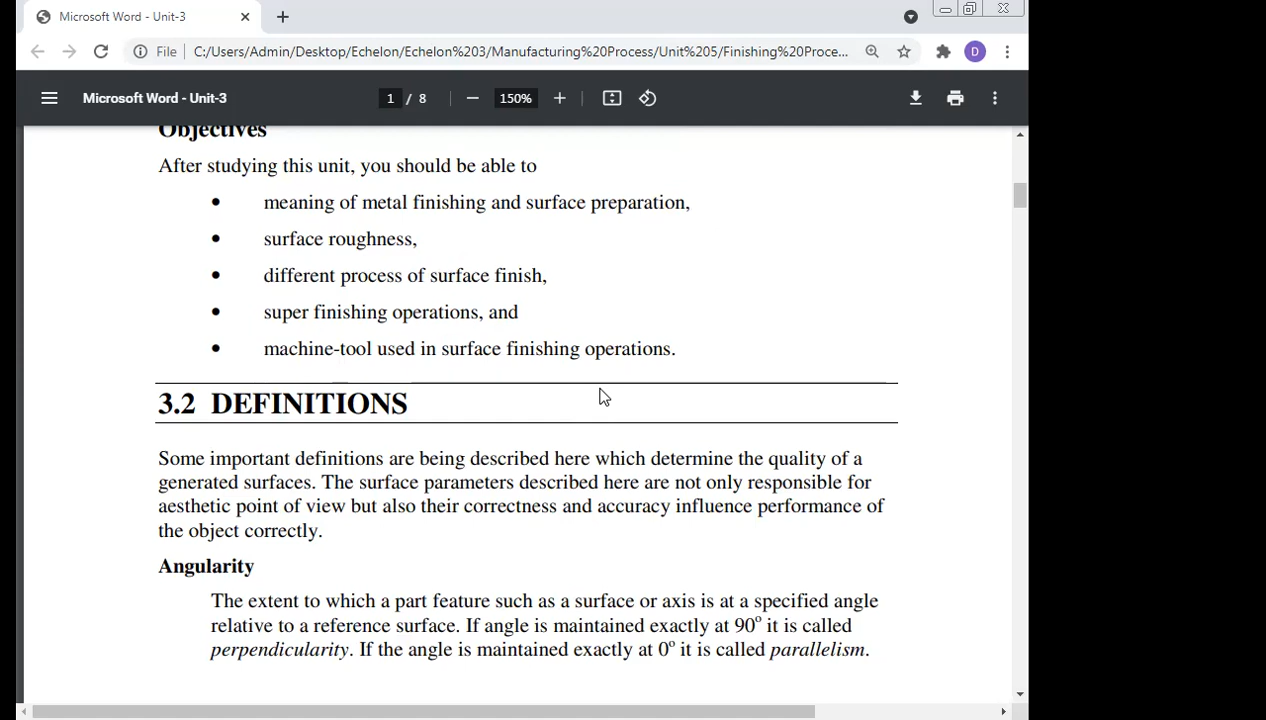 Microsoft Word - Unit-3
File
C:/Users/Admin/Desktop/Echelon/Echelon%203/Manufacturing%20Process/Unit%205/Finishing%20Proce...
D
Microsoft Word - Unit-3
1 / 8
150%
Objectives
After studying this unit, you should be able to
• meaning of metal finishing and surface preparation,
• surface roughness,
• different process of surface finish,
• super finishing operations, and
• machine-tool used in surface finishing operations.
3.2 DEFINITIONS
Some important definitions are being described here which determine the quality of a
generated surfaces. The surface parameters described here are not only responsible for
aesthetic point of view but also their correctness and accuracy influence performance of
the object correctly.
Angularity
The extent to which a part feature such as a surface or axis is at a specified angle
relative to a reference surface. If angle is maintained exactly at 90º it is called
perpendicularity. If the angle is maintained exactly at 0º it is called parallelism.